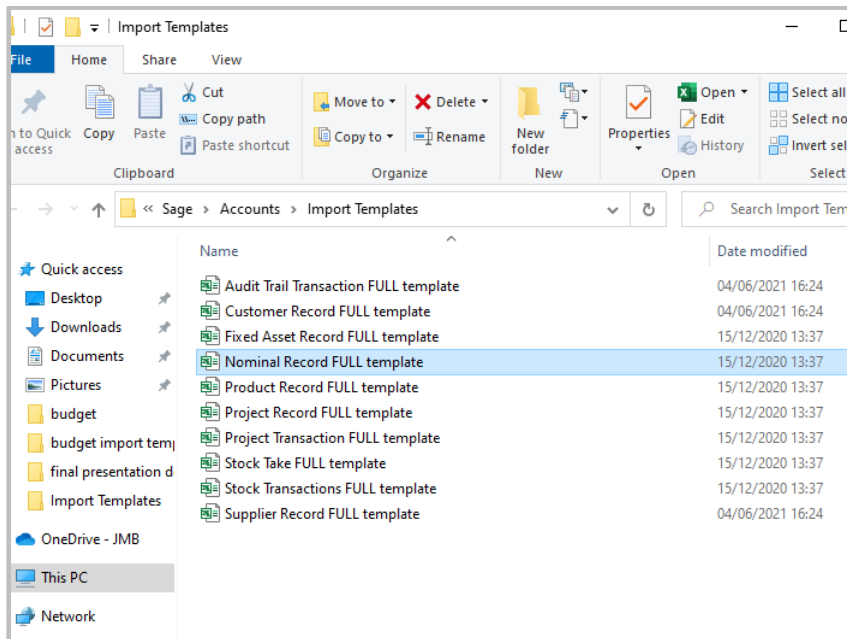 Import Templates
File Home Share View
Cut
Copy path
Paste shortcut
n to Quick access
Copy
Paste
Clipboard
Move to
Copy to
Delete
Rename
Organize
New folder
New
Properties
Open
Edit
History
Open
Select all
Select no
Invert sel
Select
« Sage > Accounts > Import Templates
Search Import Tem
Name Date modified
Quick access
Desktop
Downloads
Documents
Pictures
budget
budget import temp
final presentation d
Import Templates
OneDrive - JMB
This PC
Network
Audit Trail Transaction FULL template 04/06/2021 16:24
Customer Record FULL template 04/06/2021 16:24
Fixed Asset Record FULL template 15/12/2020 13:37
Nominal Record FULL template 15/12/2020 13:37
Product Record FULL template 15/12/2020 13:37
Project Record FULL template 15/12/2020 13:37
Project Transaction FULL template 15/12/2020 13:37
Stock Take FULL template 15/12/2020 13:37
Stock Transactions FULL template 15/12/2020 13:37
Supplier Record FULL template 04/06/2021 16:24